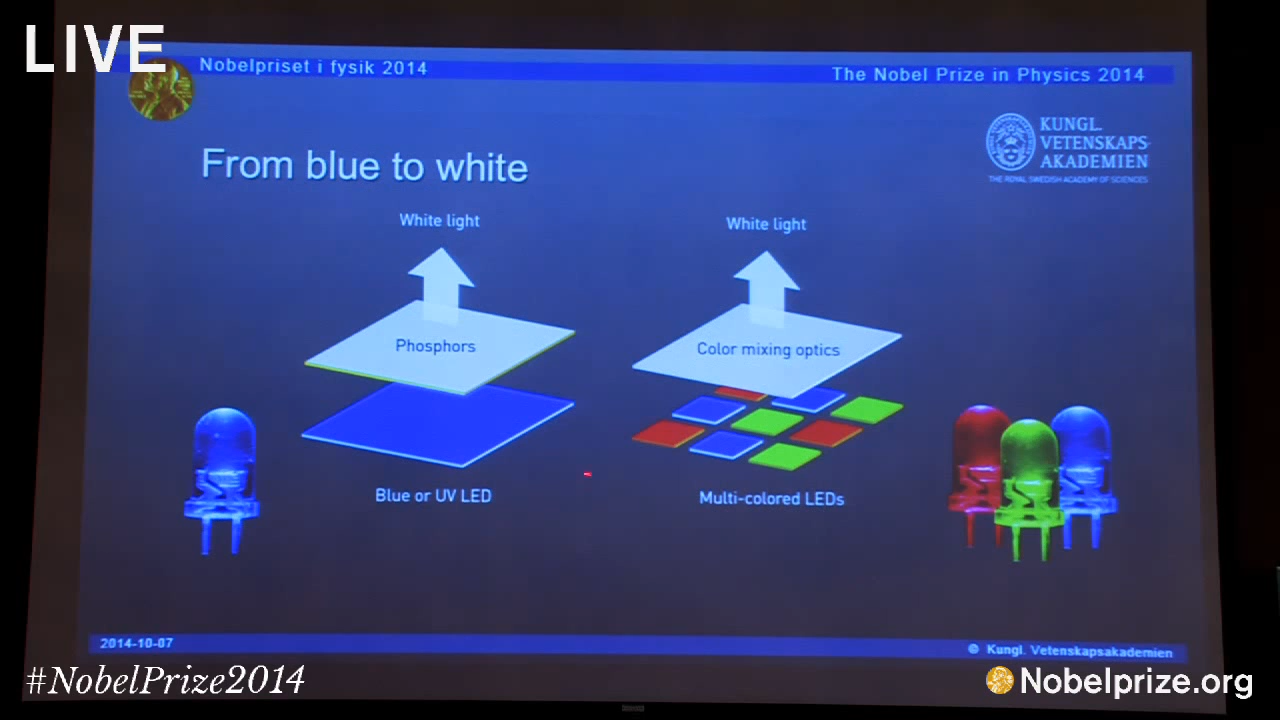 LIVE
Nobelpriset i fysik 2014
The Nobel Prize in Physics 2014
KUNGL.
VETENSKAPS-
AKADEMIEN
THE ROYAL SWEDISH ACADEMY OF SCIENCES
From blue to white
White light
White light
Phosphors
Color mixing optics
Blue or UV LED
Multi-colored LEDs
2014-10-07
© Kungl. Vetenskapsakademien
#NobelPrize2014
Nobelprize.org